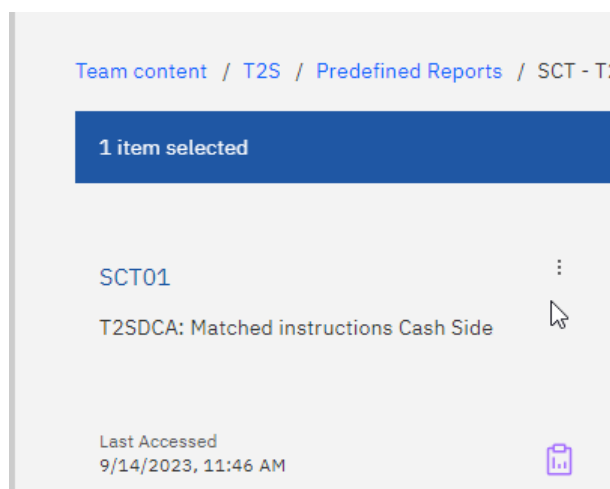 Team content / T2S / Predefined Reports / SCT -
1 item selected
SCT01
T2SDCA: Matched instructions Cash Side
Last Accessed
9/14/2023, 11:46 AM